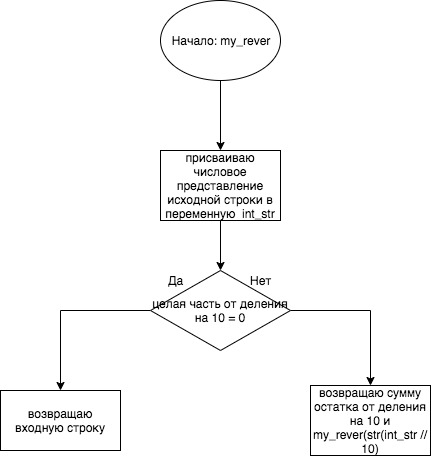 Начало: my_rever
присваиваю
числовое
представление
исходной строки в
переменную  int_str
Да
Нет
целая часть от деления
на 10 = 0
возвращаю
входную строку
возвращаю сумму
остатка от деления
на 10 и
my_rever(str(int_str //
10)